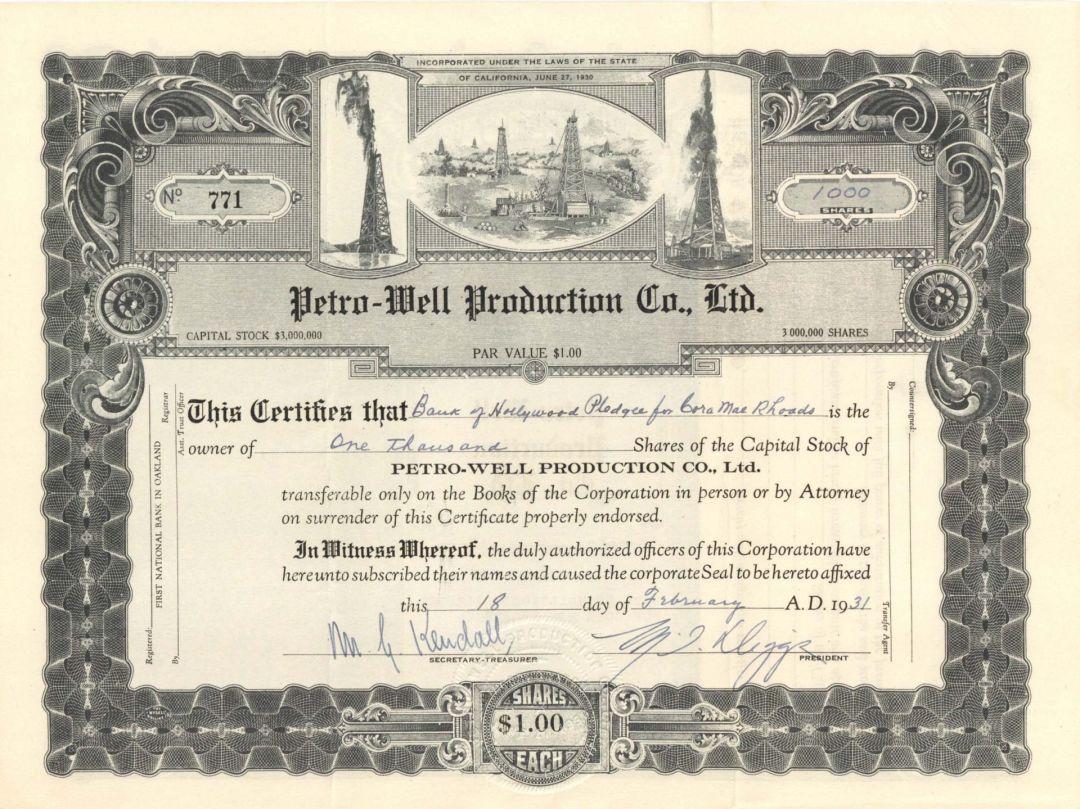 INCORPORATED UNDER THE LAWS OF THE STATE
OF CALIFORNIA, JUNE 27, 1930
No. 771
1000
SHARES
Petro-Well Production Co., Ltd.
CAPITAL STOCK $3,000,000
3 000,000 SHARES
PAR VALUE $1.00
This Certifies that Bank of Hollywood Pledgee for Cora Mae Rhoads is the
owner of One thousand Shares of the Capital Stock of
PETRO-WELL PRODUCTION CO., Ltd.
transferable only on the Books of the Corporation in person or by Attorney
on surrender of this Certificate properly endorsed.
In Witness Whereof, the duly authorized officers of this Corporation have
hereunto subscribed their names and caused the corporate Seal to be hereto affixed
this 18 day of February A.D. 1931
Kendall
SECRETARY-TREASURER
PRESIDENT
SHARES
$1.00
EACH
Registered:
FIRST NATIONAL BANK IN OAKLAND
Registrar
By
Asst. Trust Officer
Countersigned:
By
Transfer Agent